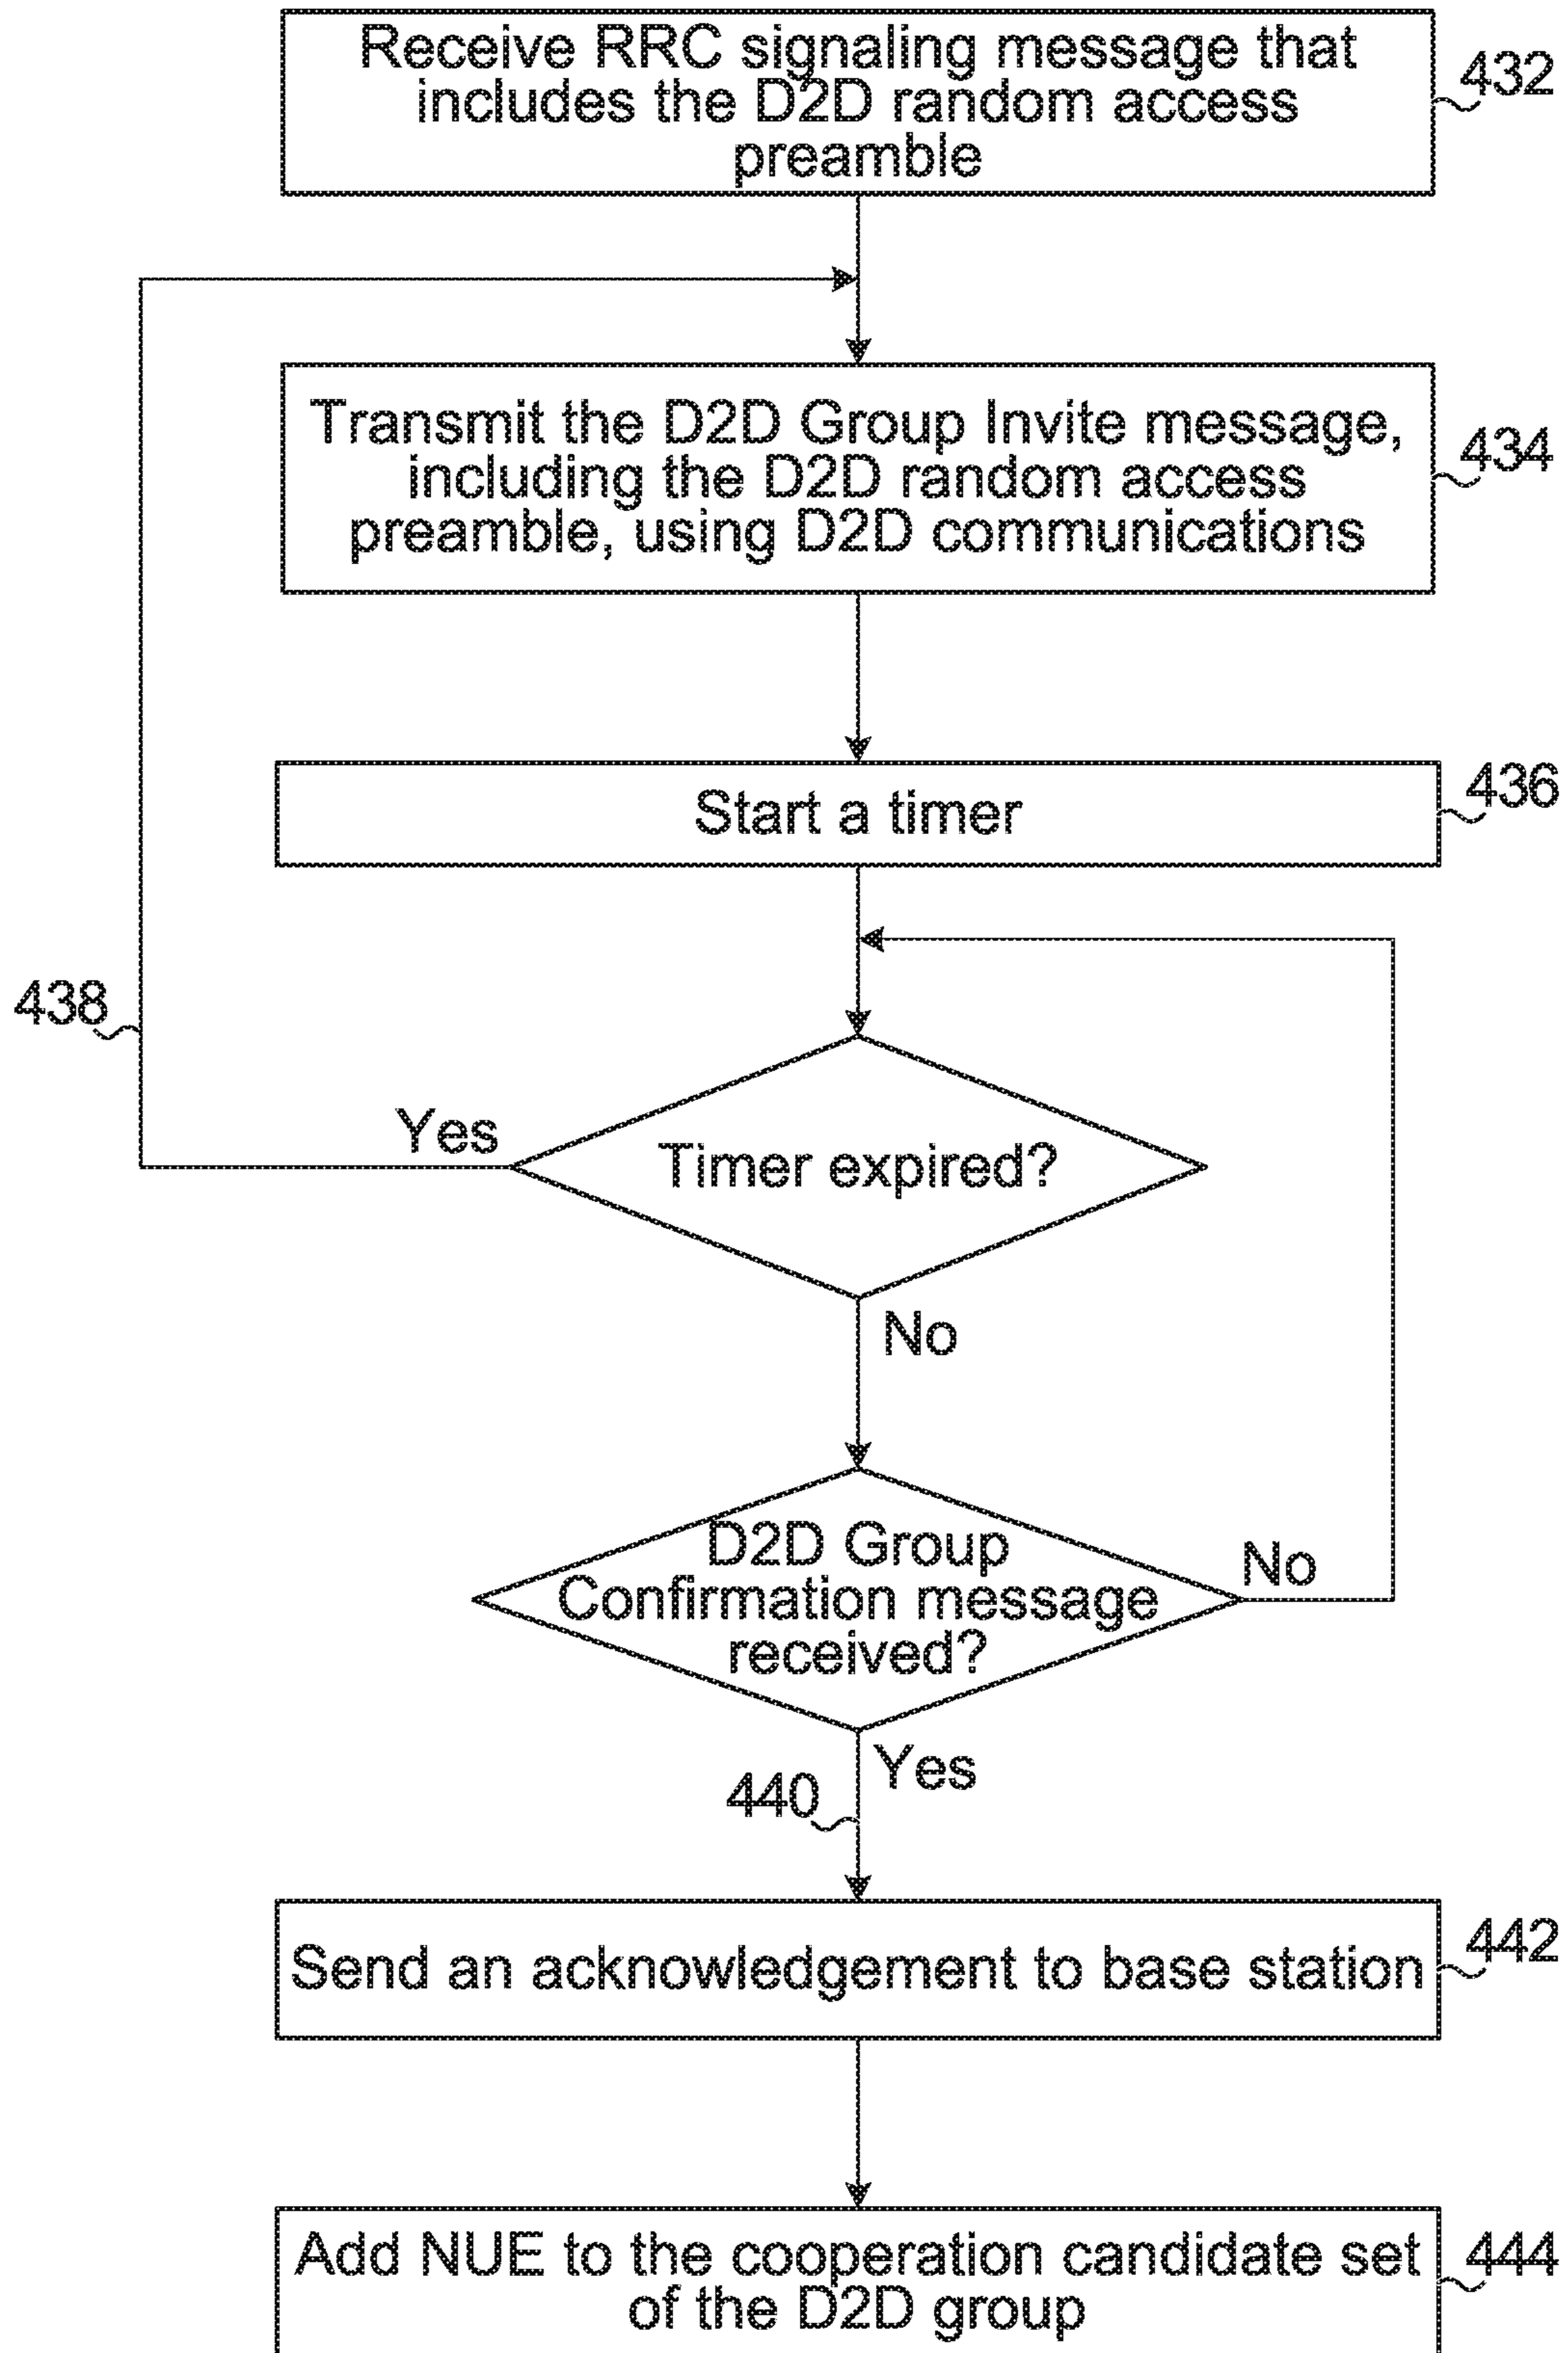 Receive RRC signaling message that
includes the D2D random access
preamble
432
Transmit the D2D Group Invite message,
including the D2D random access
preamble, using D2D communications
434
Start a timer
436
438
Yes
Timer expired?
No
D2D Group
Confirmation message
received?
No
Yes
440
Send an acknowledgement to base station
442
Add NUE to the cooperation candidate set
of the D2D group
444